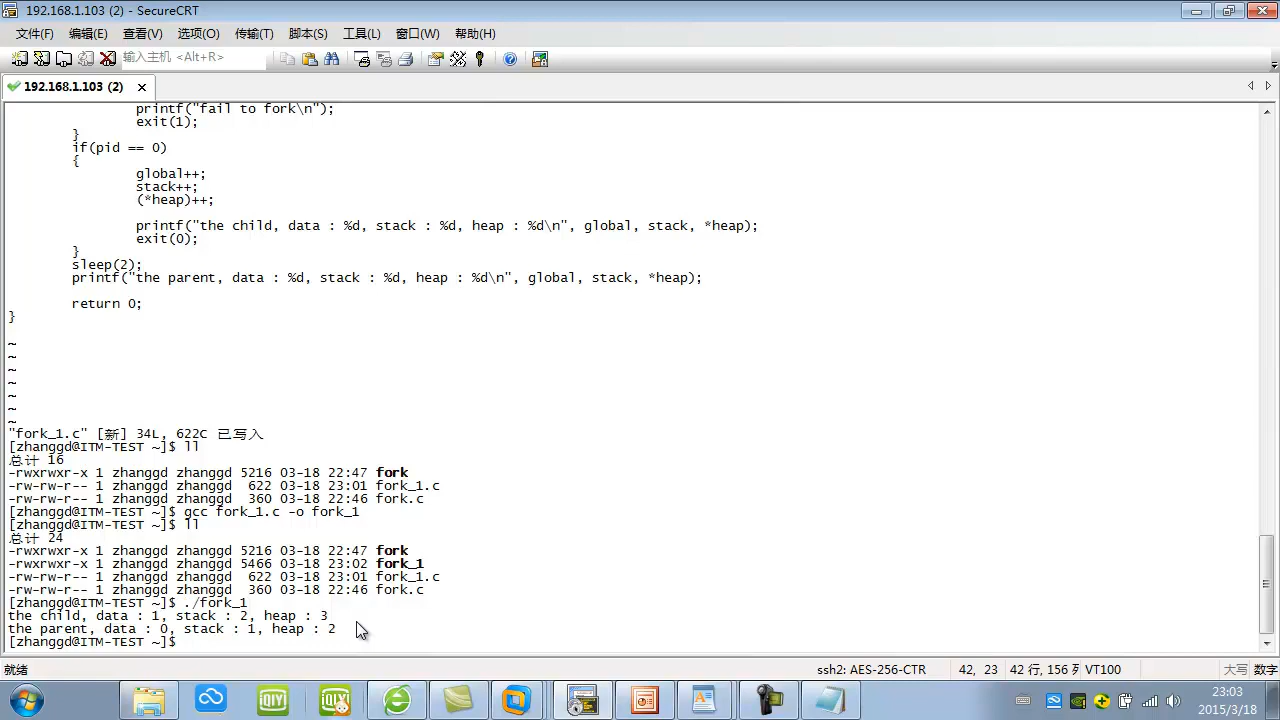 192.168.1.103 (2) - SecureCRT
文件(F) 编辑(E) 查看(V) 选项(O) 传输(T) 脚本(S) 工具(L) 窗口(W) 帮助(H)
输入主机 <Alt+R>
192.168.1.103 (2)
printf("fail to fork\n");
exit(1);
}
if(pid == 0)
{
global++;
stack++;
(*heap)++;
printf("the child, data : %d, stack : %d, heap : %d\n", global, stack, *heap);
exit(0);
}
sleep(2);
printf("the parent, data : %d, stack : %d, heap : %d\n", global, stack, *heap);
return 0;
}
~
~
~
~
~
~
~
"fork_1.c" [新] 34L, 622C 已写入
[zhanggd@ITM-TEST ~]$ ll
总计 16
-rwxrwxr-x 1 zhanggd zhanggd 5216 03-18 22:47 fork
-rw-rw-r-- 1 zhanggd zhanggd  622 03-18 23:01 fork_1.c
-rw-rw-r-- 1 zhanggd zhanggd  360 03-18 22:46 fork.c
[zhanggd@ITM-TEST ~]$ gcc fork_1.c -o fork_1
[zhanggd@ITM-TEST ~]$ ll
总计 24
-rwxrwxr-x 1 zhanggd zhanggd 5216 03-18 22:47 fork
-rwxrwxr-x 1 zhanggd zhanggd 5466 03-18 23:02 fork_1
-rw-rw-r-- 1 zhanggd zhanggd  622 03-18 23:01 fork_1.c
-rw-rw-r-- 1 zhanggd zhanggd  360 03-18 22:46 fork.c
[zhanggd@ITM-TEST ~]$ ./fork_1
the child, data : 1, stack : 2, heap : 3
the parent, data : 0, stack : 1, heap : 2
[zhanggd@ITM-TEST ~]$
就绪 ssh2: AES-256-CTR 42, 23 42 行, 156 列 VT100 大写 数字
iQIYI iQIYI
23:03
2015/3/18